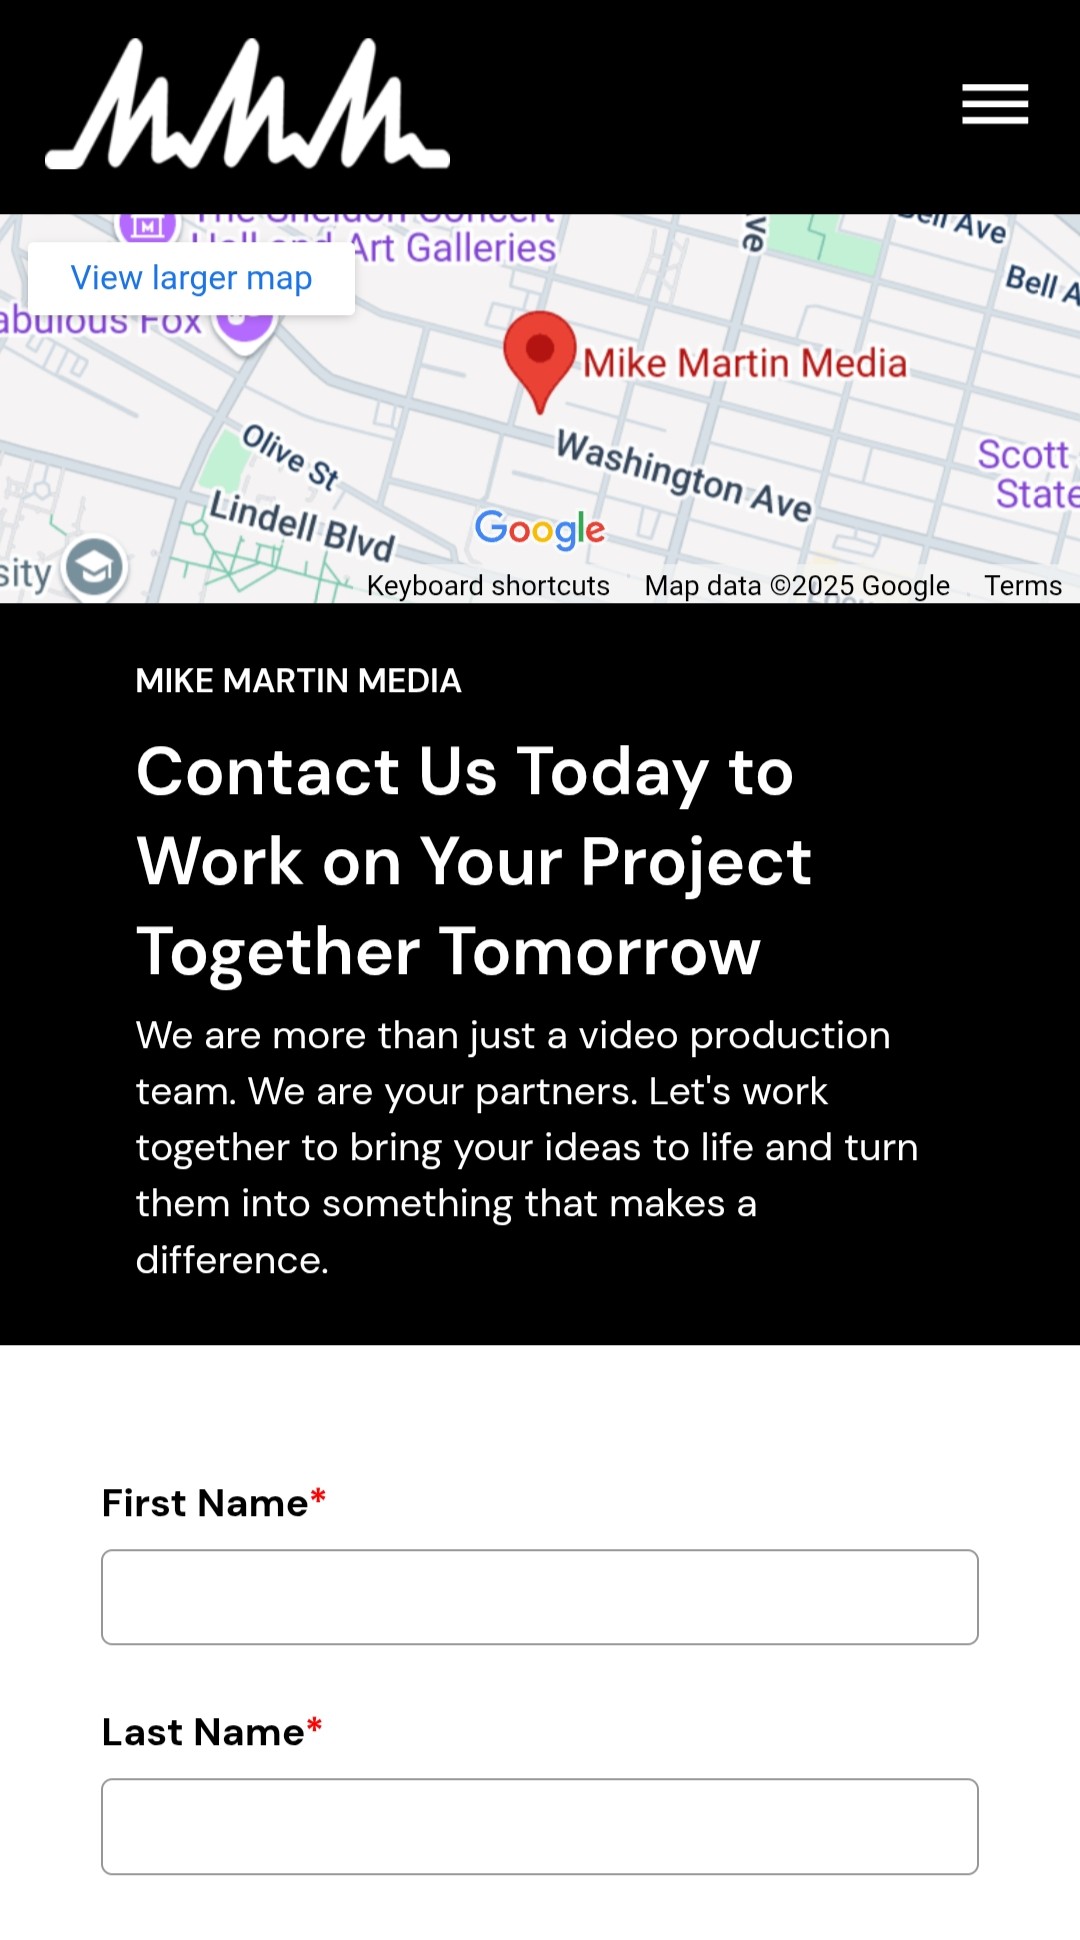 MMM
Art Galleries
View larger map
Fox
Bell Ave
Bell A
Mike Martin Media
Olive St
Washington Ave
Scott
State
Lindell Blvd
Google
sity
Keyboard shortcuts Map data ©2025 Google Terms
MIKE MARTIN MEDIA
Contact Us Today to
Work on Your Project
Together Tomorrow
We are more than just a video production
team. We are your partners. Let's work
together to bring your ideas to life and turn
them into something that makes a
difference.
First Name*
Last Name*